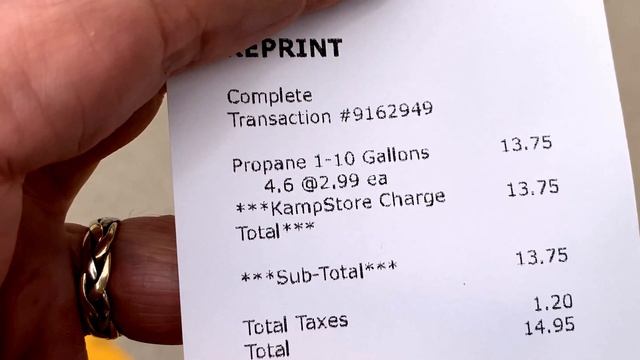 REPRINT
Complete
Transaction #9162949
Propane 1-10 Gallons 13.75
4.6 @2.99 ea
***KampStore Charge 13.75
Total***
***Sub-Total*** 13.75
Total Taxes 1.20
Total 14.95